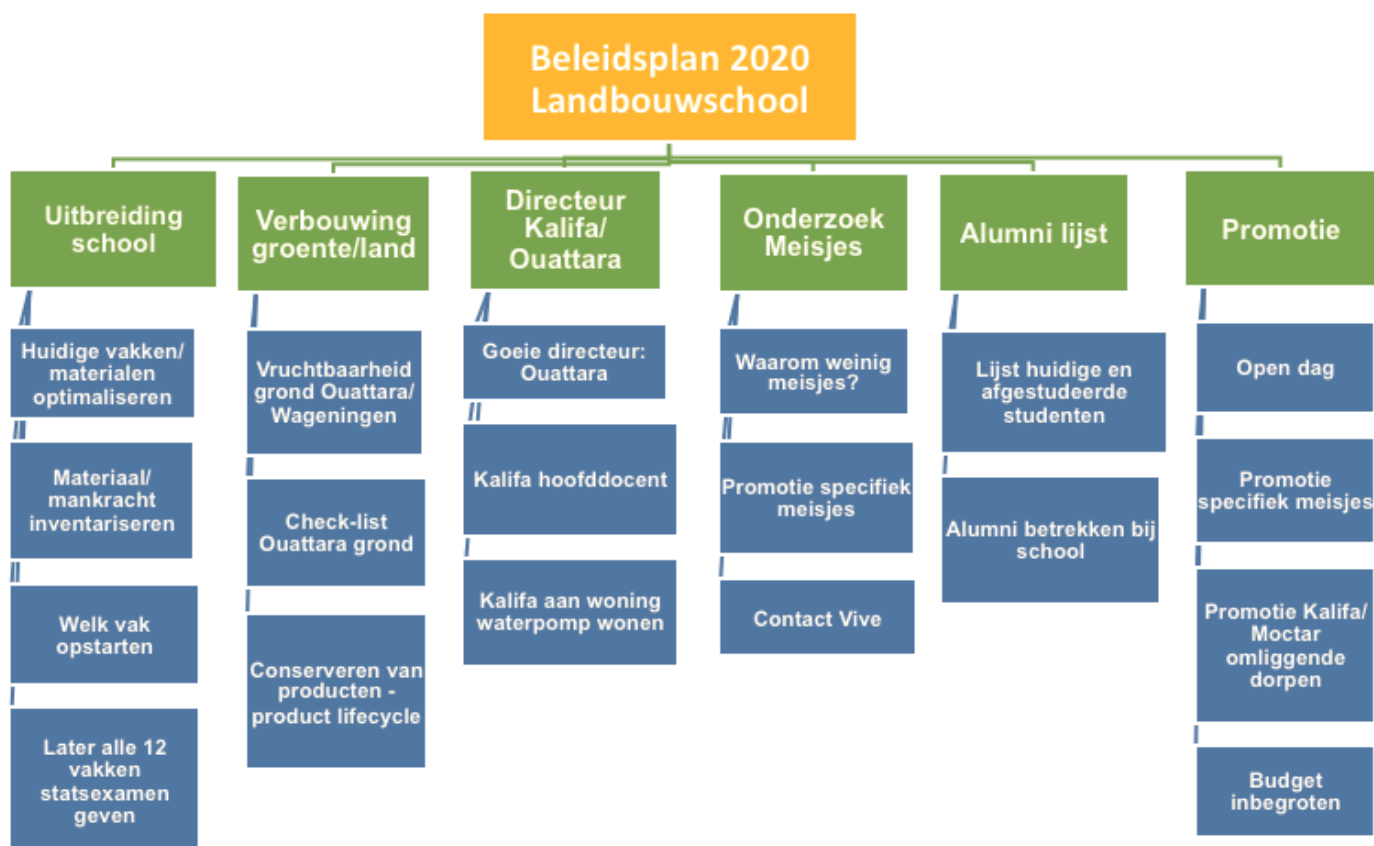 Beleidsplan 2020
Landbouwschool
Uitbreiding
school
Huidige vakken/
materialen
optimaliseren
Materiaal/
mankracht
inventariseren
Welk vak
opstarten
Later alle 12
vakken
statsexamen
geven
Verbouwing
groente/land
Vruchtbaarheid
grond Ouattara/
Wageningen
Check-list
Ouattara grond
Conserveren van
producten -
product lifecycle
Directeur
Kalifa/
Ouattara
Goeie directeur:
Ouattara
Kalifa hoofddocent
Kalifa aan woning
waterpomp wonen
Onderzoek
Meisjes
Waarom weinig
meisjes?
Promotie specifiek
meisjes
Contact Vive
Alumni lijst
Lijst huidige en
afgestudeerde
studenten
Alumni betrekken bij
school
Promotie
Open dag
Promotie
specifiek meisjes
Promotie Kalifa/
Moctar
omliggende
dorpen
Budget
inbegroten